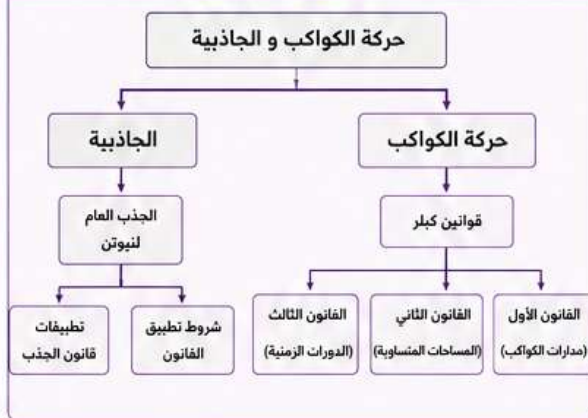 حركة الكواكب و الجاذبية
حركة الكواكب
الجاذبية
قوانين كبلر
الجذب العام
لنيوتن
القانون الأول
(مدارات الكواكب)
القانون الثاني
(المساحات المتساوية)
القانون الثالث
(الدورات الزمنية)
شروط تطبيق
القانون
تطبيقات
قانون الجذب